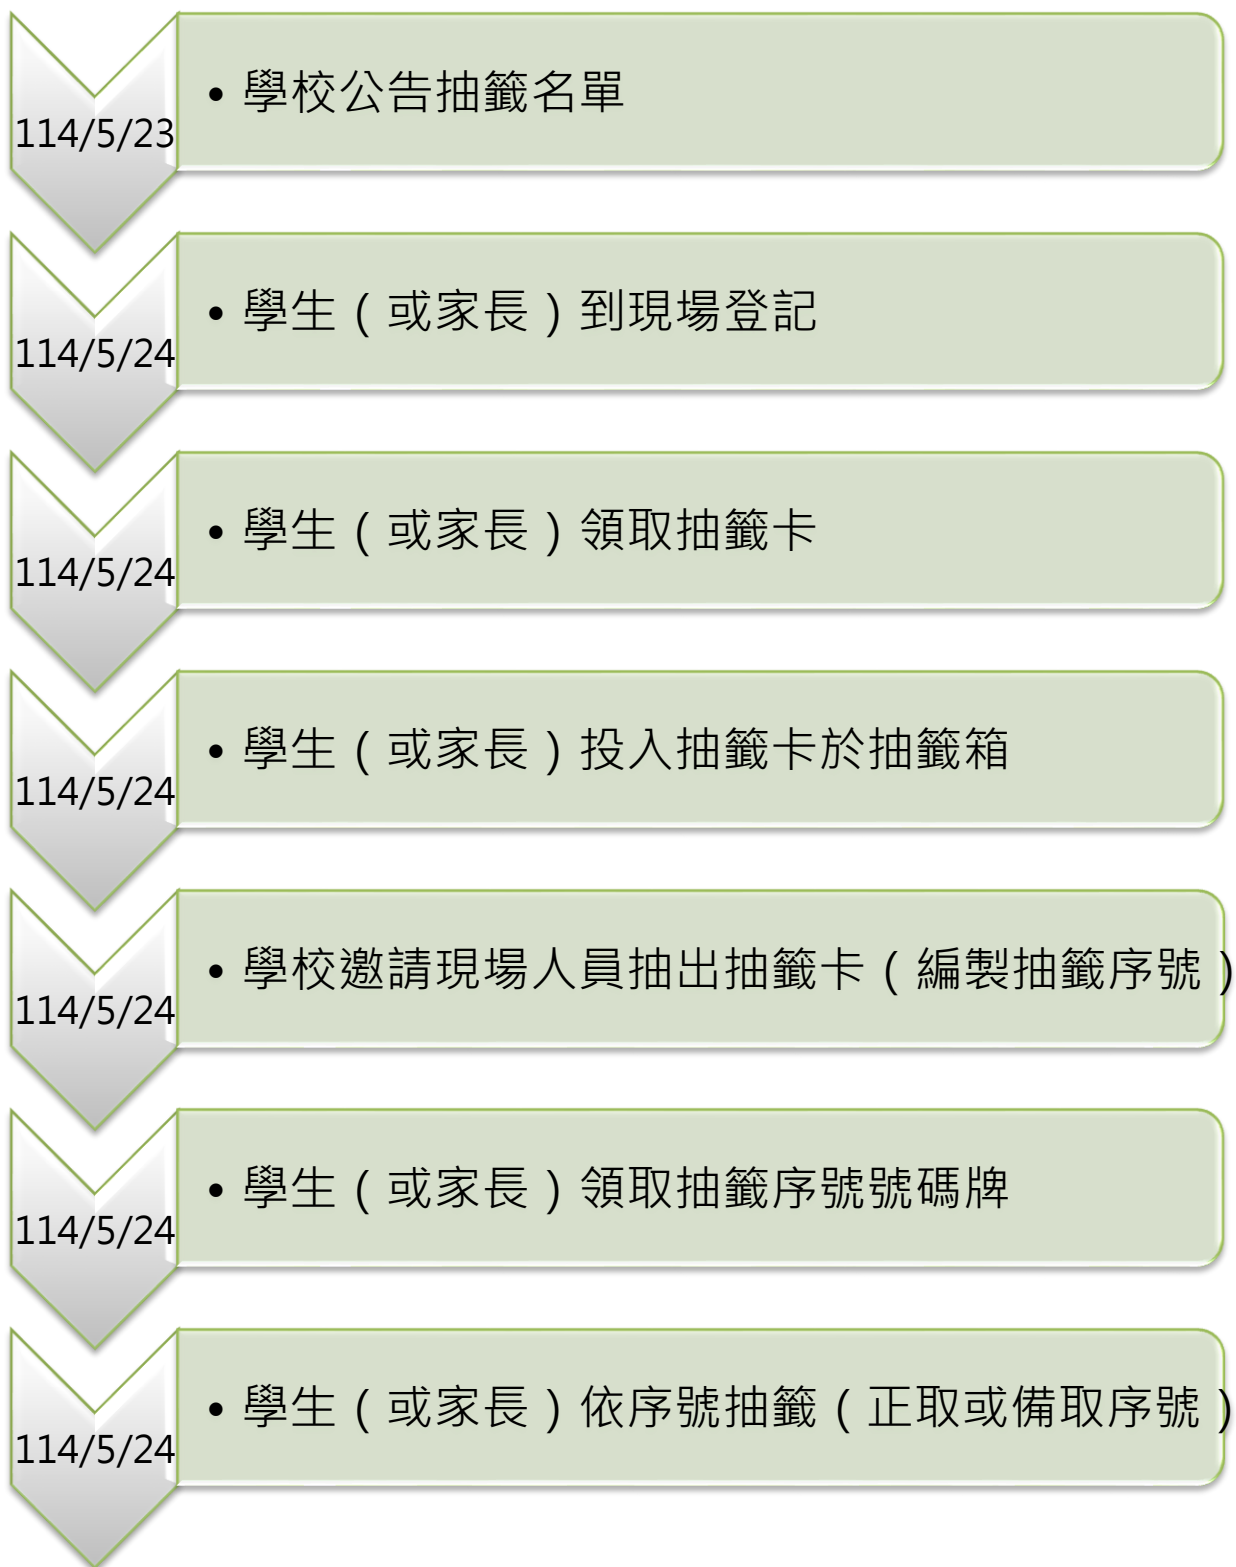 114/5/23
• 學校公告抽籤名單
114/5/24
• 學生（或家長）到現場登記
114/5/24
• 學生（或家長）領取抽籤卡
114/5/24
• 學生（或家長）投入抽籤卡於抽籤箱
114/5/24
• 學校邀請現場人員抽出抽籤卡（編製抽籤序號）
114/5/24
• 學生（或家長）領取抽籤序號號碼牌
114/5/24
• 學生（或家長）依序號抽籤（正取或備取序號）